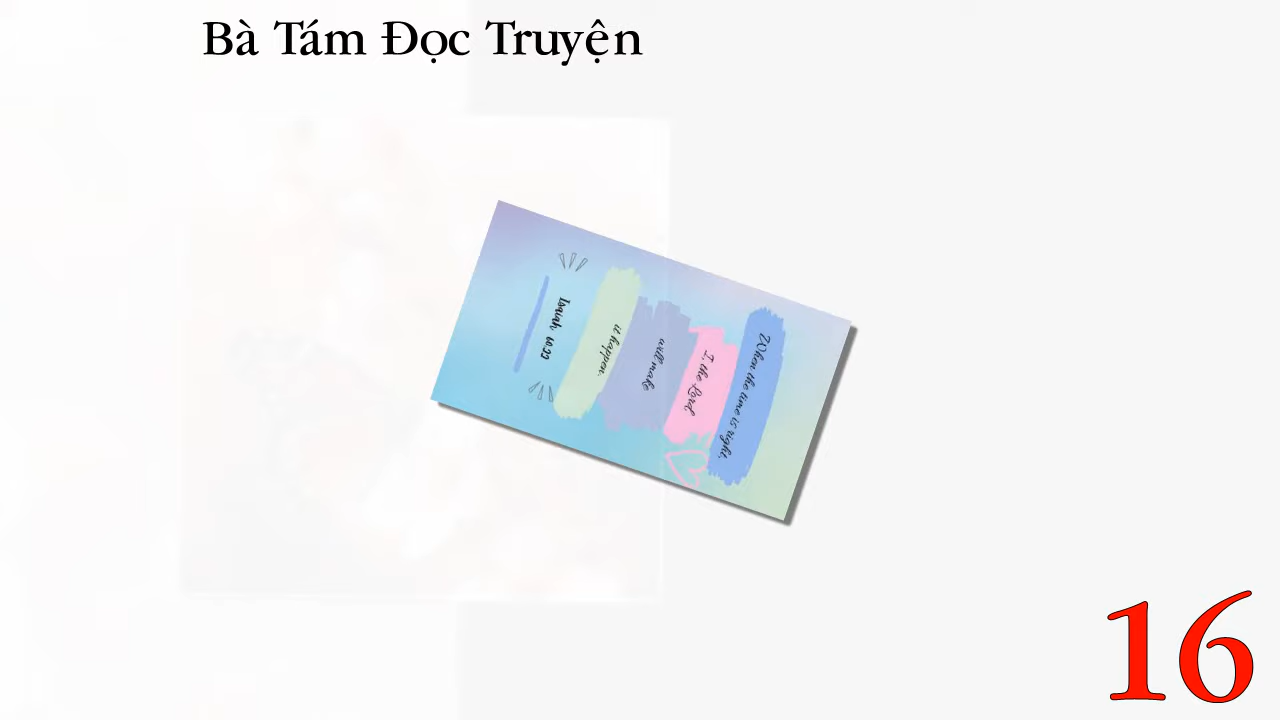 Bà Tám Đọc Truyện
When the time is right,
I, the Lord
will make
it happen.
Isaiah 60:22
16